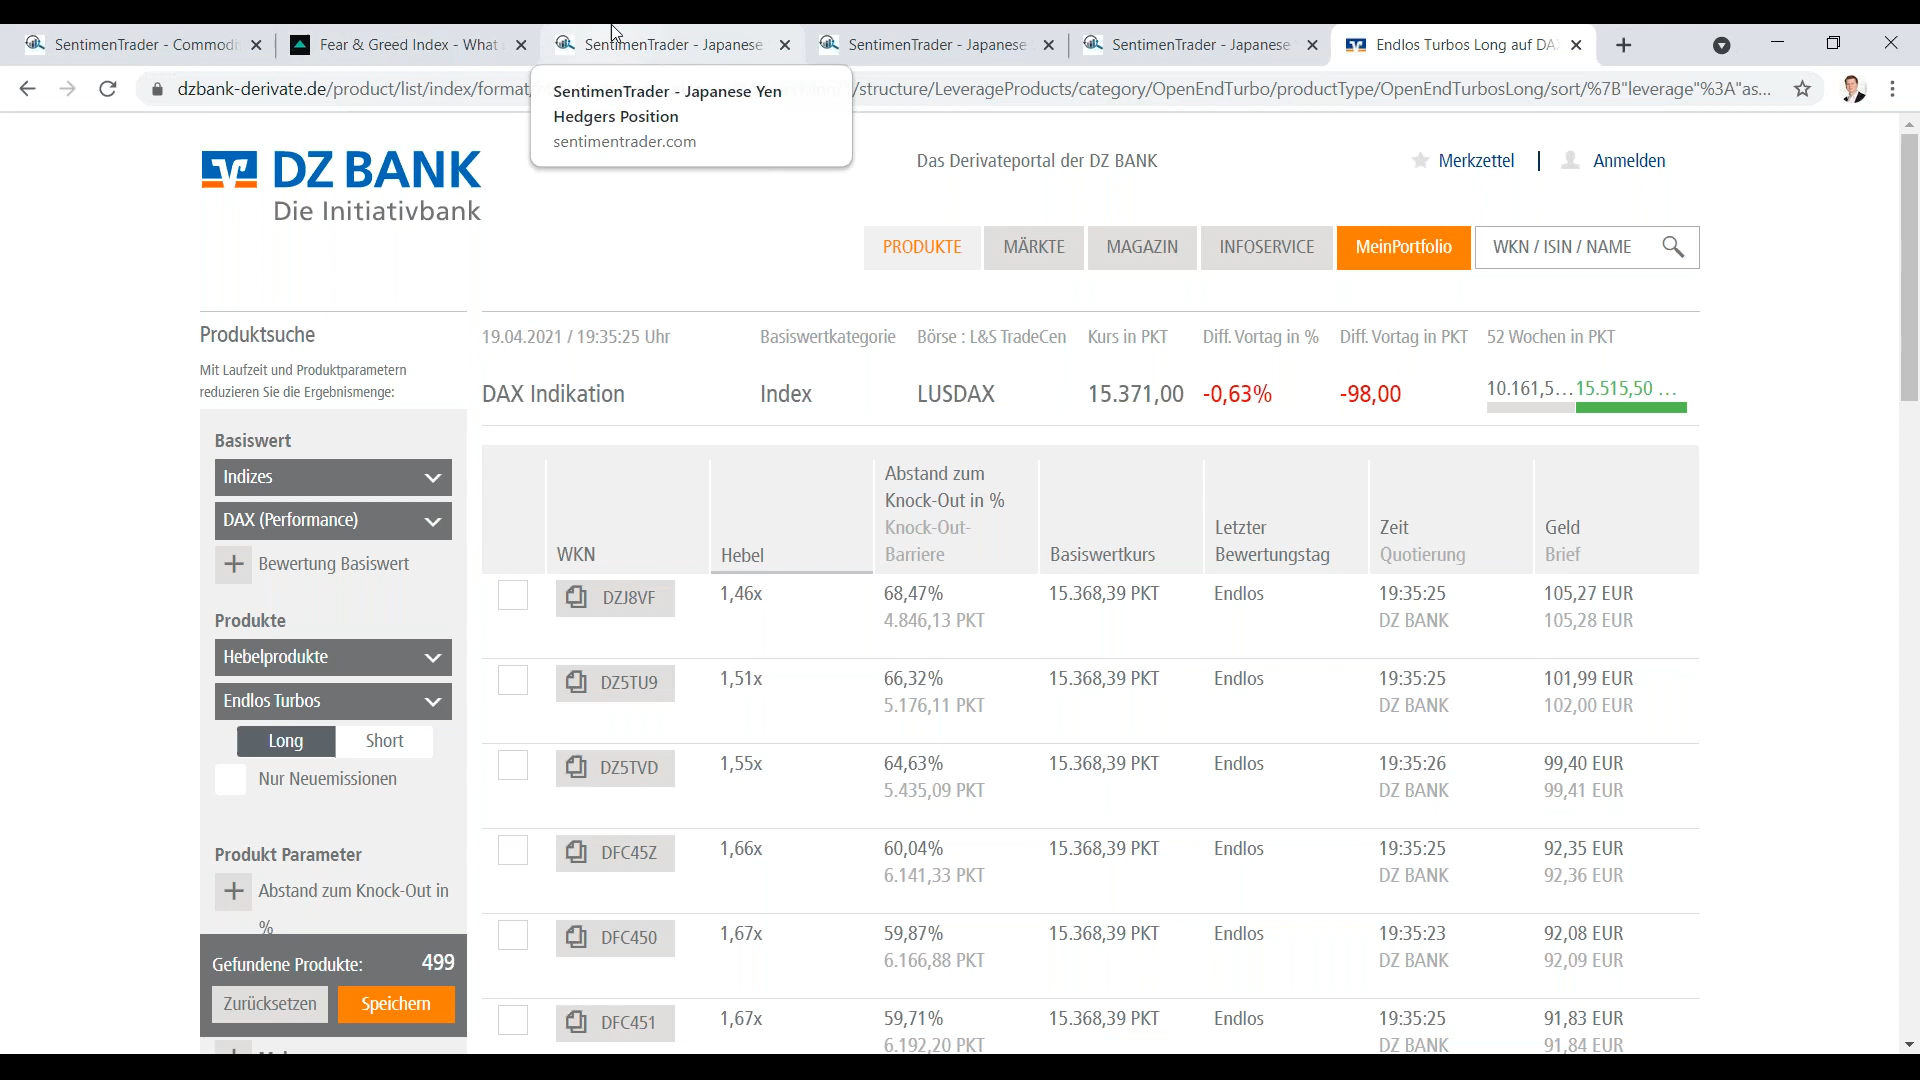 SentimenTrader - Commodi
Fear & Greed Index - What
SentimenTrader - Japanese
SentimenTrader - Japanese
SentimenTrader - Japanese
Endlos Turbos Long auf DA
dzbank-derivate.de/product/list/index/format/
/structure/LeverageProducts/category/OpenEndTurbo/productType/OpenEndTurbosLong/sort/%7B"leverage"%3A"as...
SentimenTrader - Japanese Yen
Hedgers Position
sentimentrader.com
DZ BANK
Die Initiativbank
Das Derivateportal der DZ BANK
Merkzettel | Anmelden
PRODUKTE MÄRKTE MAGAZIN INFOSERVICE MeinPortfolio WKN / ISIN / NAME
Produktsuche
Mit Laufzeit und Produktparametern
reduzieren Sie die Ergebnismenge:
Basiswert
Indizes
DAX (Performance)
Bewertung Basiswert
Produkte
Hebelprodukte
Endlos Turbos
Long Short
Nur Neuemissionen
Produkt Parameter
Abstand zum Knock-Out in
%
Gefundene Produkte: 499
Zurücksetzen Speichern
19.04.2021 / 19:35:25 Uhr Basiswertkategorie Börse : L&S TradeCen Kurs in PKT Diff. Vortag in % Diff. Vortag in PKT 52 Wochen in PKT
DAX Indikation Index LUSDAX 15.371,00 -0,63% -98,00 10.161,5... 15.515,50 ...
WKN Hebel Abstand zum Knock-Out in % Knock-Out-Barriere Basiswertkurs Letzter Bewertungstag Zeit Quotierung Geld Brief
DZJ8VF 1,46x 68,47% 15.368,39 PKT Endlos 19:35:25 105,27 EUR
4.846,13 PKT DZ BANK 105,28 EUR
DZ5TU9 1,51x 66,32% 15.368,39 PKT Endlos 19:35:25 101,99 EUR
5.176,11 PKT DZ BANK 102,00 EUR
DZ5TVD 1,55x 64,63% 15.368,39 PKT Endlos 19:35:26 99,40 EUR
5.435,09 PKT DZ BANK 99,41 EUR
DFC45Z 1,66x 60,04% 15.368,39 PKT Endlos 19:35:25 92,35 EUR
6.141,33 PKT DZ BANK 92,36 EUR
DFC450 1,67x 59,87% 15.368,39 PKT Endlos 19:35:23 92,08 EUR
6.166,88 PKT DZ BANK 92,09 EUR
DFC451 1,67x 59,71% 15.368,39 PKT Endlos 19:35:25 91,83 EUR
6.192,20 PKT DZ BANK 91,84 EUR